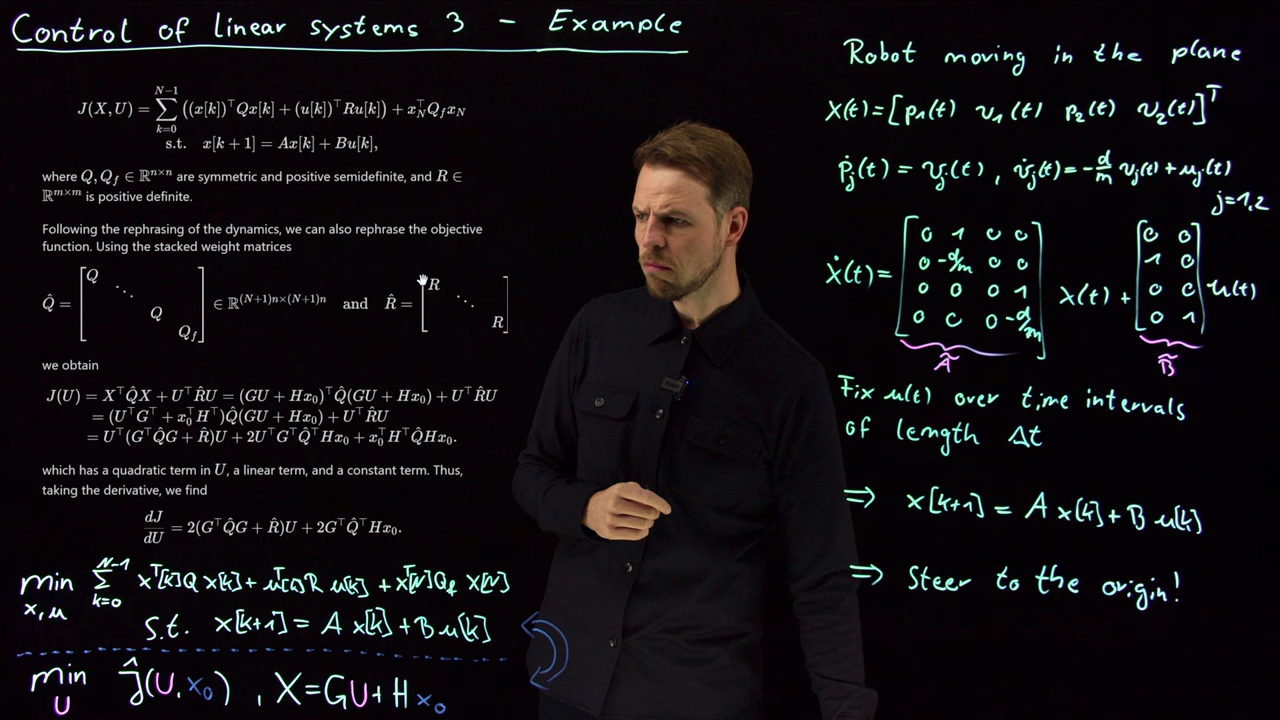 Control of linear systems 3 - Example
J(X, U) = \sum_{k=0}^{N-1} ((x[k])^⊤Qx[k] + (u[k])^⊤Ru[k]) + x_N^⊤Q_f x_N
s.t. x[k + 1] = Ax[k] + Bu[k],
where Q, Q_f ∈ ℝ^{n×n} are symmetric and positive semidefinite, and R ∈
ℝ^{m×m} is positive definite.
Following the rephrasing of the dynamics, we can also rephrase the objective
function. Using the stacked weight matrices
Q̂ = [Q ⋱ Q Q_f] ∈ ℝ^{(N+1)n×(N+1)n} and R̂ = [R ⋱ R]
we obtain
J(U) = X^⊤Q̂X + U^⊤R̂U = (GU + Hx_0)^⊤Q̂(GU + Hx_0) + U^⊤R̂U
= (U^⊤G^⊤ + x_0^⊤H^⊤)Q̂(GU + Hx_0) + U^⊤R̂U
= U^⊤(G^⊤Q̂G + R̂)U + 2U^⊤G^⊤Q̂^⊤Hx_0 + x_0^⊤H^⊤Q̂Hx_0.
which has a quadratic term in U, a linear term, and a constant term. Thus,
taking the derivative, we find
dJ/dU = 2(G^⊤Q̂G + R̂)U + 2G^⊤Q̂^⊤Hx_0.
min_{x,u} \sum_{k=0}^{N-1} x^T[k]Q x[k] + u^T[k]R u[k] + x^T[N]Q_f x[N]
s.t. x[k+1] = A x[k] + B u[k]
min_U Ĵ(U, x_0) , X = GU + H x_0
Robot moving in the plane
x(t) = [p_1(t) v_1(t) p_2(t) v_2(t)]^T
ṗ_j(t) = v_j(t) , v̇_j(t) = -d/m v_j(t) + u_j(t)
j=1,2
ẋ(t) = [0 1 0 0; 0 -d/m 0 0; 0 0 0 1; 0 0 0 -d/m] x(t) + [0 0; 1 0; 0 0; 0 1] u(t)
Ã B̃
Fix u(t) over time intervals
of length Δt
⇒ x[k+1] = A x[k] + B u[k]
⇒ Steer to the origin!